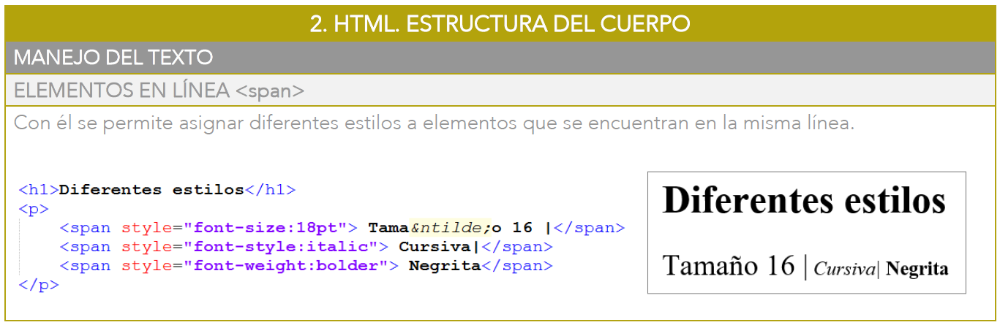 2. HTML. ESTRUCTURA DEL CUERPO
MANEJO DEL TEXTO
ELEMENTOS EN LÍNEA <span>
Con él se permite asignar diferentes estilos a elementos que se encuentran en la misma línea.
<h1>Diferentes estilos</h1>
<p>
<span style="font-size:18pt"> Tama&ntilde;o 16 |</span>
<span style="font-style:italic"> Cursiva|</span>
<span style="font-weight:bolder"> Negrita</span>
</p>
Diferentes estilos
Tamaño 16 | Cursiva| Negrita